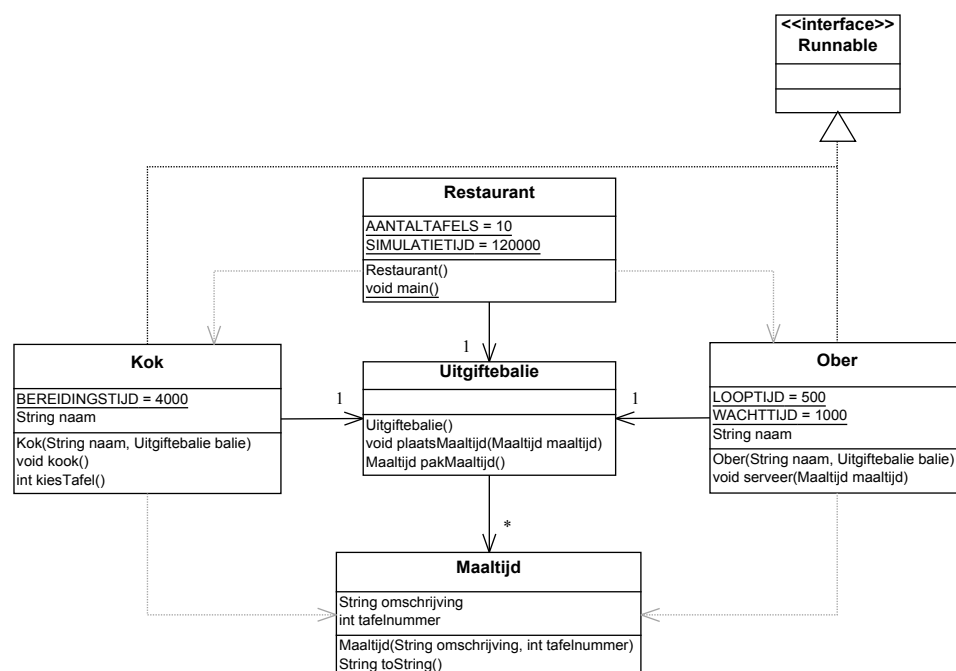 <<interface>>
Runnable
Restaurant
AANTALTAFELS = 10
SIMULATIETIJD = 120000
Restaurant()
void main()
Kok
BEREIDINGSTIJD = 4000
String naam
Kok(String naam, Uitgiftebalie balie)
void kook()
int kiesTafel()
1
1
1
Uitgiftebalie
Uitgiftebalie()
void plaatsMaaltijd(Maaltijd maaltijd)
Maaltijd pakMaaltijd()
Ober
LOOPTIJD = 500
WACHTTIJD = 1000
String naam
Ober(String naam, Uitgiftebalie balie)
void serveer(Maaltijd maaltijd)
*
Maaltijd
String omschrijving
int tafelnummer
Maaltijd(String omschrijving, int tafelnummer)
String toString()